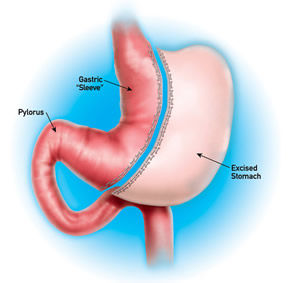 Gastric
"Sleeve"
Pylorus
Excised
Stomach